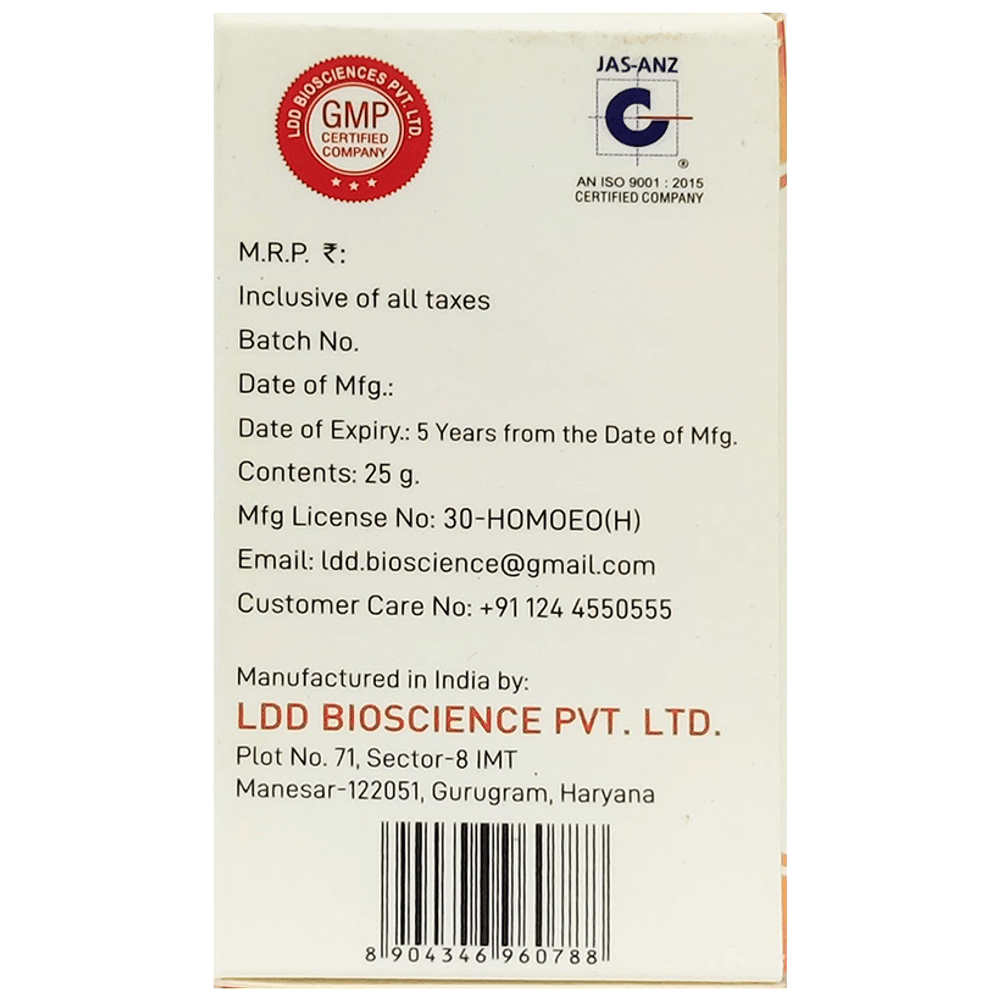 LDD BIOSCIENCES PVT. LTD.
GMP
CERTIFIED
COMPANY
JAS-ANZ
®
AN ISO 9001 : 2015
CERTIFIED COMPANY
M.R.P. ₹:
Inclusive of all taxes
Batch No.
Date of Mfg.:
Date of Expiry.: 5 Years from the Date of Mfg.
Contents: 25 g.
Mfg License No: 30-HOMOEO(H)
Email: ldd.bioscience@gmail.com
Customer Care No: +91 124 4550555
Manufactured in India by:
LDD BIOSCIENCE PVT. LTD.
Plot No. 71, Sector-8 IMT
Manesar-122051, Gurugram, Haryana
8 904346 960788